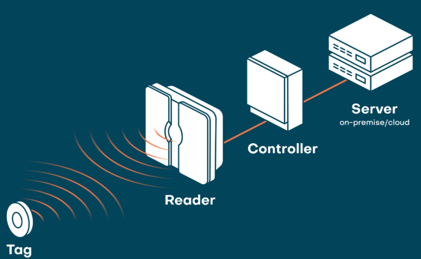 Server
on-premise/cloud
Controller
Reader
Tag